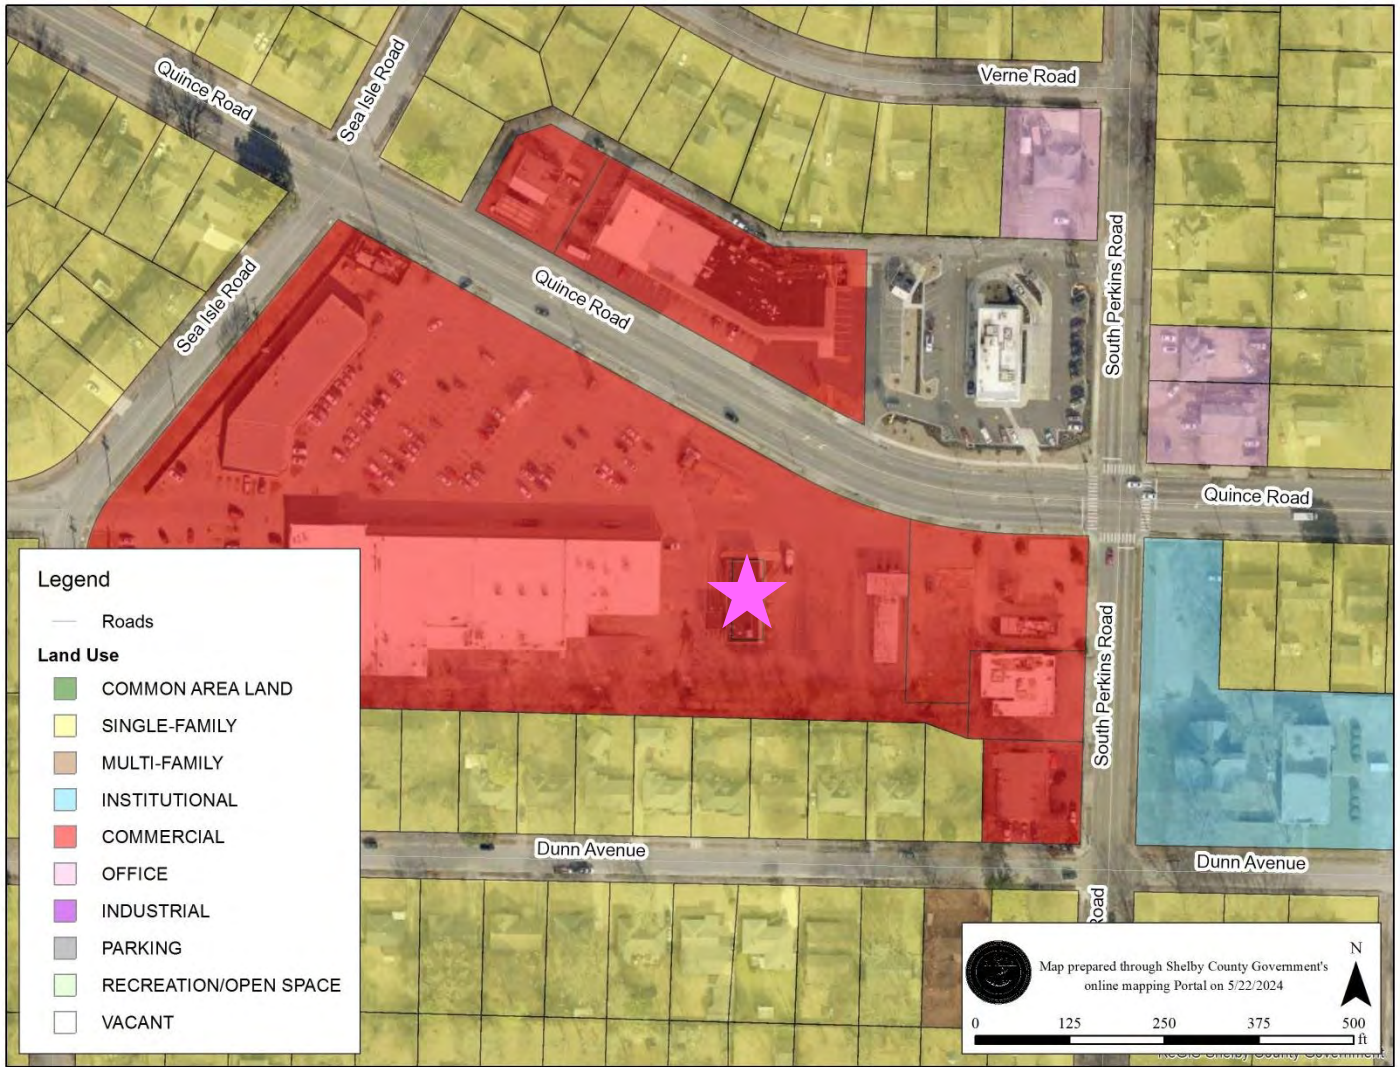 Quince Road
Sea Isle Road
Verne Road
Sea Isle Road
Quince Road
South Perkins Road
Quince Road
South Perkins Road
Dunn Avenue
Dunn Avenue
Road
Legend
Roads
Land Use
COMMON AREA LAND
SINGLE-FAMILY
MULTI-FAMILY
INSTITUTIONAL
COMMERCIAL
OFFICE
INDUSTRIAL
PARKING
RECREATION/OPEN SPACE
VACANT
Map prepared through Shelby County Government's
online mapping Portal on 5/22/2024
N
0 125 250 375 500
ft